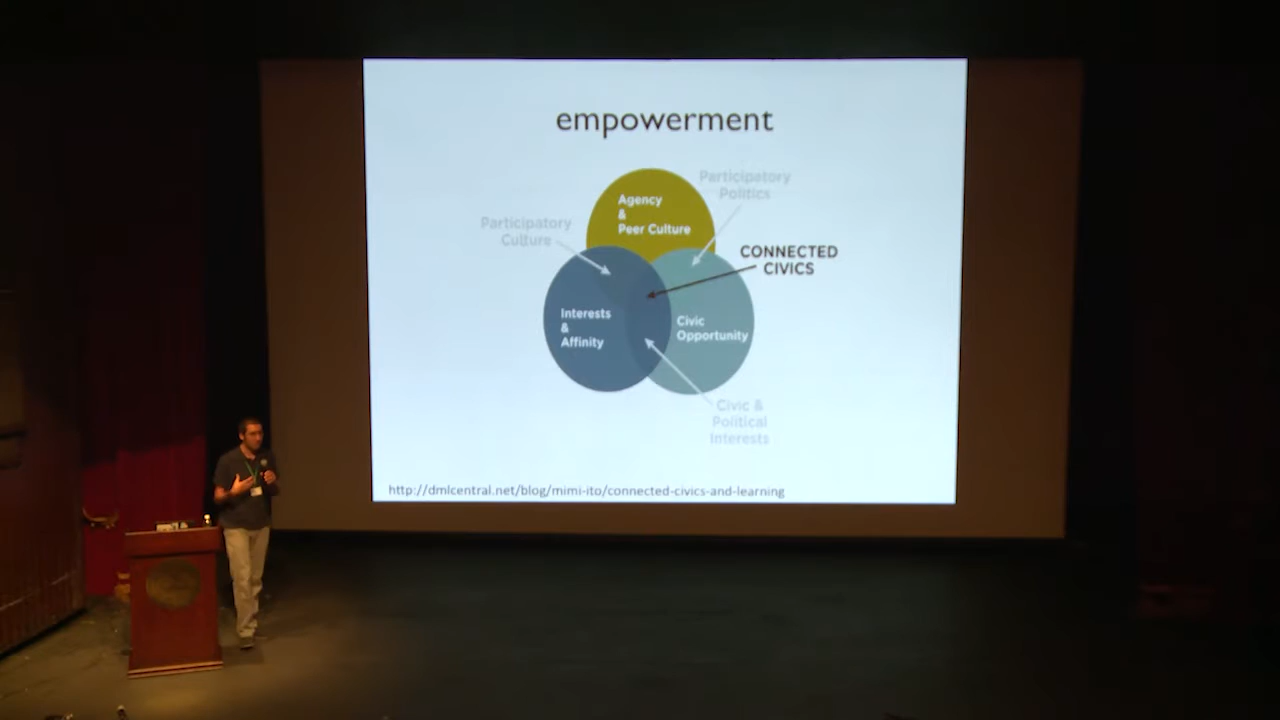 empowerment
Participatory
Politics
Agency
&
Peer Culture
Participatory
Culture
CONNECTED
CIVICS
Interests
&
Affinity
Civic
Opportunity
Civic &
Political
Interests
http://dmlcentral.net/blog/mimi-ito/connected-civics-and-learning